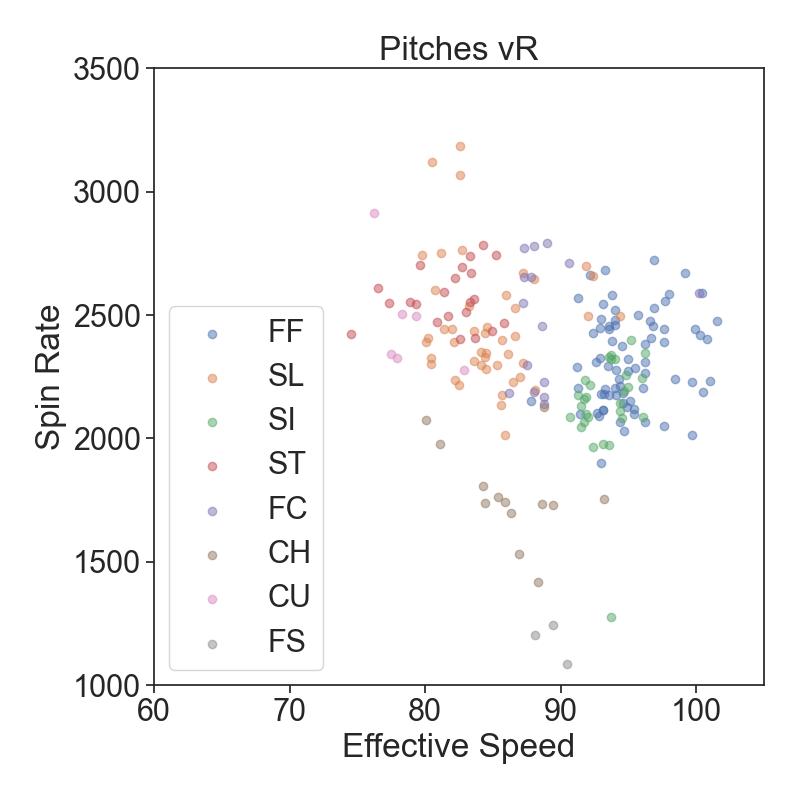 Pitches vR
3500
3000
2500
2000
1500
1000
Spin Rate
FF
SL
SI
ST
FC
CH
CU
FS
60 70 80 90 100
Effective Speed